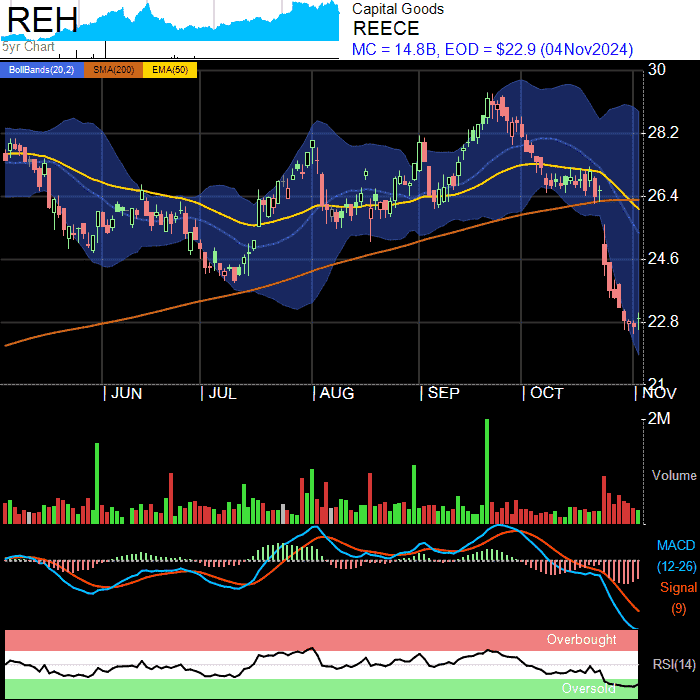 REH
5yr Chart
Capital Goods
REECE
MC = 14.8B, EOD = $22.9 (04Nov2024)
BollBands(20,2) SMA(200) EMA(50)
30
28.2
26.4
24.6
22.8
21
JUN JUL AUG SEP OCT NOV
2M
Volume
MACD
(12-26)
Signal
(9)
Overbought
RSI(14)
Oversold